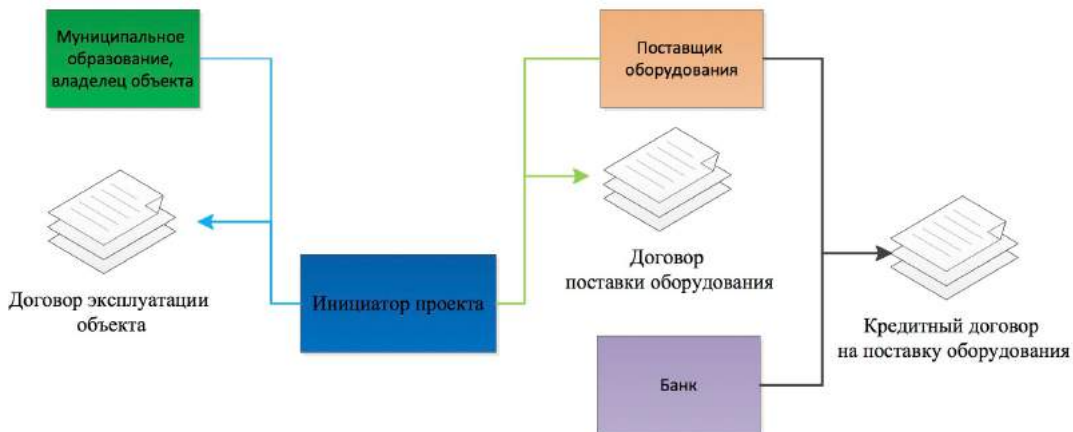 Муниципальное
образование,
владелец объекта
Поставщик
оборудования
Договор эксплуатации
объекта
Инициатор проекта
Договор
поставки оборудования
Банк
Кредитный договор
на поставку оборудования